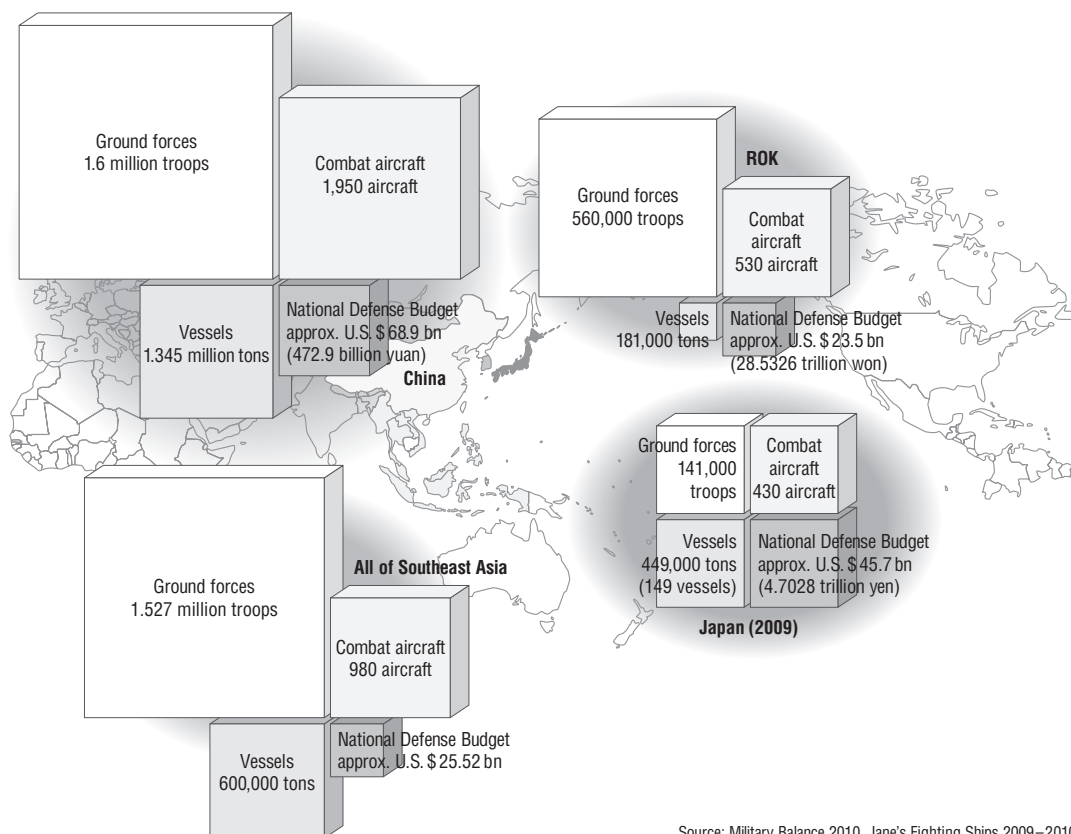 Ground forces
1.6 million troops
Combat aircraft
1,950 aircraft
Vessels
1.345 million tons
National Defense Budget
approx. U.S. $ 68.9 bn
(472.9 billion yuan)
China
ROK
Ground forces
560,000 troops
Combat
aircraft
530 aircraft
Vessels
181,000 tons
National Defense Budget
approx. U.S. $ 23.5 bn
(28.5326 trillion won)
Ground forces
141,000
troops
Combat
aircraft
430 aircraft
Vessels
449,000 tons
(149 vessels)
National Defense Budget
approx. U.S. $ 45.7 bn
(4.7028 trillion yen)
Japan (2009)
All of Southeast Asia
Ground forces
1.527 million troops
Combat aircraft
980 aircraft
Vessels
600,000 tons
National Defense Budget
approx. U.S. $ 25.52 bn
Source: Military Balance 2010, Jane's Fighting Ships 2009–2010